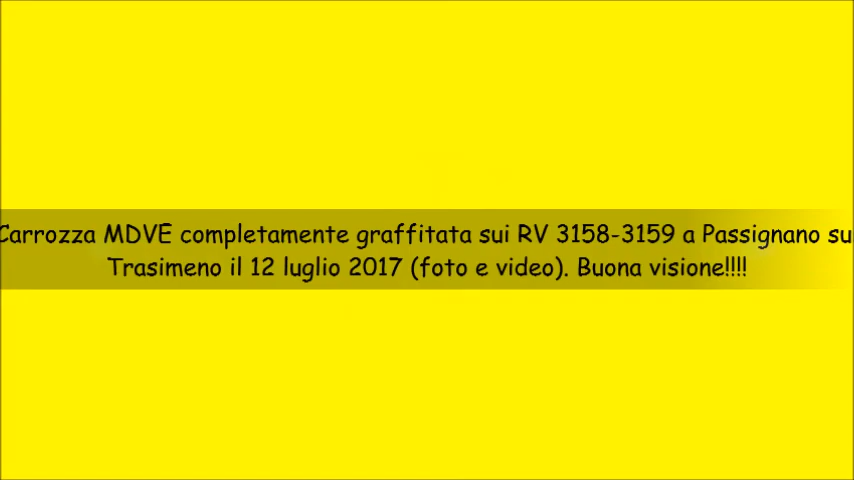 Carrozza MDVE completamente graffitata sui RV 3158-3159 a Passignano su
Trasimeno il 12 luglio 2017 (foto e video). Buona visione!!!!